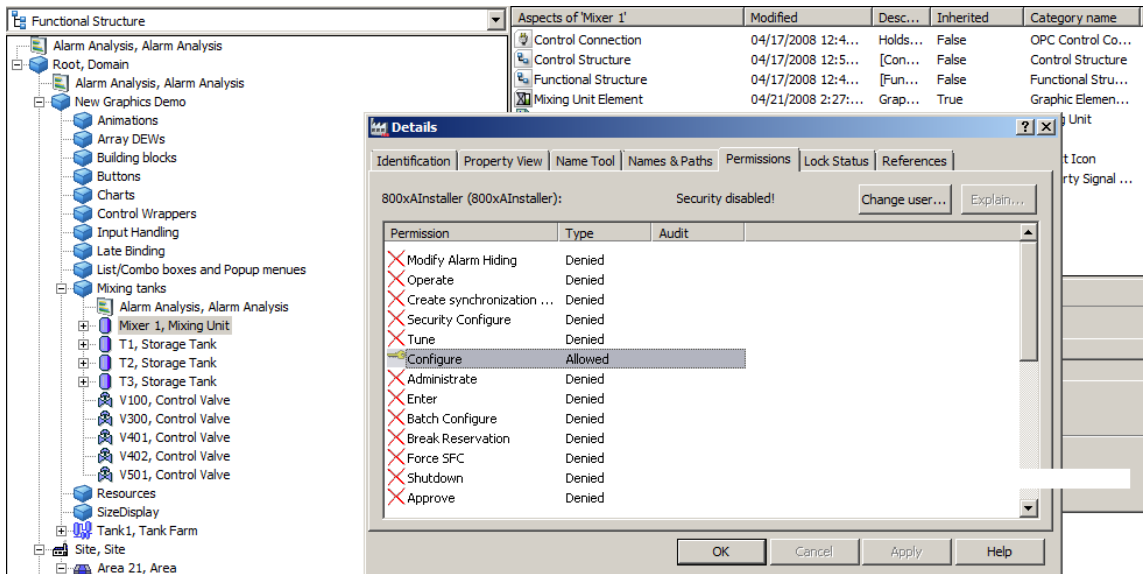 Functional Structure
Alarm Analysis, Alarm Analysis
Root, Domain
Alarm Analysis, Alarm Analysis
New Graphics Demo
Animations
Array DEWs
Building blocks
Buttons
Charts
Control Wrappers
Input Handling
Late Binding
List/Combo boxes and Popup menues
Mixing tanks
Alarm Analysis, Alarm Analysis
Mixer 1, Mixing Unit
T1, Storage Tank
T2, Storage Tank
T3, Storage Tank
V100, Control Valve
V300, Control Valve
V401, Control Valve
V402, Control Valve
V501, Control Valve
Resources
SizeDisplay
Tank1, Tank Farm
Site, Site
Area 21, Area
Aspects of 'Mixer 1' Modified Desc... Inherited Category name
Control Connection 04/17/2008 12:4... Holds... False OPC Control Co...
Control Structure 04/17/2008 12:5... [Con... False Control Structure
Functional Structure 04/17/2008 12:4... [Fun... False Functional Stru...
Mixing Unit Element 04/21/2008 2:27:... Grap... True Graphic Elemen...
g Unit
t Icon
rty Signal ...
Details
Identification Property View Name Tool Names & Paths Permissions Lock Status References
800xAInstaller (800xAInstaller): Security disabled! Change user... Explain...
Permission Type Audit
Modify Alarm Hiding Denied
Operate Denied
Create synchronization ... Denied
Security Configure Denied
Tune Denied
Configure Allowed
Administrate Denied
Enter Denied
Batch Configure Denied
Break Reservation Denied
Force SFC Denied
Shutdown Denied
Approve Denied
OK Cancel Apply Help